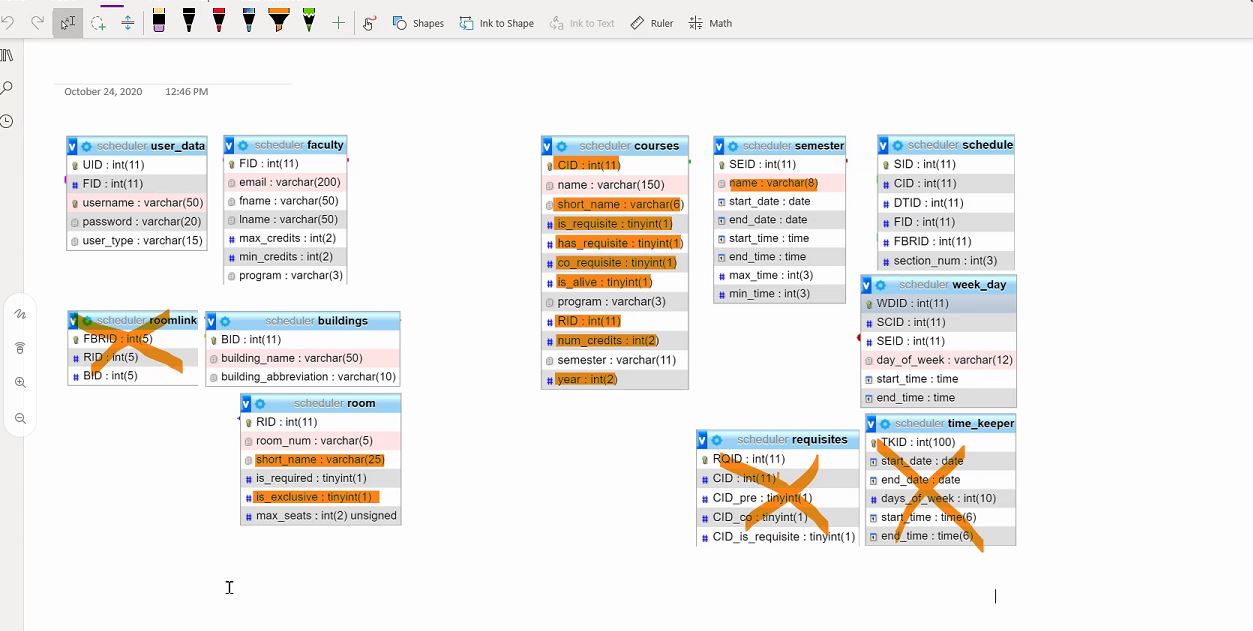 Shapes
Ink to Shape
Ink to Text
Ruler
Math
October 24, 2020 12:46 PM
scheduler user_data
UID : int(11)
FID : int(11)
username : varchar(50)
password : varchar(20)
user_type : varchar(15)
scheduler faculty
FID : int(11)
email : varchar(200)
fname : varchar(50)
lname : varchar(50)
max_credits : int(2)
min_credits : int(2)
program : varchar(3)
scheduler courses
CID : int(11)
name : varchar(150)
short_name : varchar(6)
is_requisite : tinyint(1)
has_requisite : tinyint(1)
co_requisite : tinyint(1)
is_alive : tinyint(1)
program : varchar(3)
RID : int(11)
num_credits : int(2)
semester : varchar(11)
year : int(2)
scheduler semester
SEID : int(11)
name : varchar(8)
start_date : date
end_date : date
start_time : time
end_time : time
max_time : int(3)
min_time : int(3)
scheduler schedule
SID : int(11)
CID : int(11)
DTID : int(11)
FID : int(11)
FBRID : int(11)
section_num : int(3)
scheduler week_day
WDID : int(11)
SCID : int(11)
SEID : int(11)
day_of_week : varchar(12)
start_time : time
end_time : time
scheduler roomlink
FBRID : int(5)
RID : int(5)
BID : int(5)
scheduler buildings
BID : int(11)
building_name : varchar(50)
building_abbreviation : varchar(10)
scheduler room
RID : int(11)
room_num : varchar(5)
short_name : varchar(25)
is_required : tinyint(1)
is_exclusive : tinyint(1)
max_seats : int(2) unsigned
scheduler requisites
RQID : int(11)
CID : int(11)
CID_pre : tinyint(1)
CID_co : tinyint(1)
CID_is_requisite : tinyint(1)
scheduler time_keeper
TKID : int(100)
start_date : date
end_date : date
days_of_week : int(10)
start_time : time(6)
end_time : time(6)